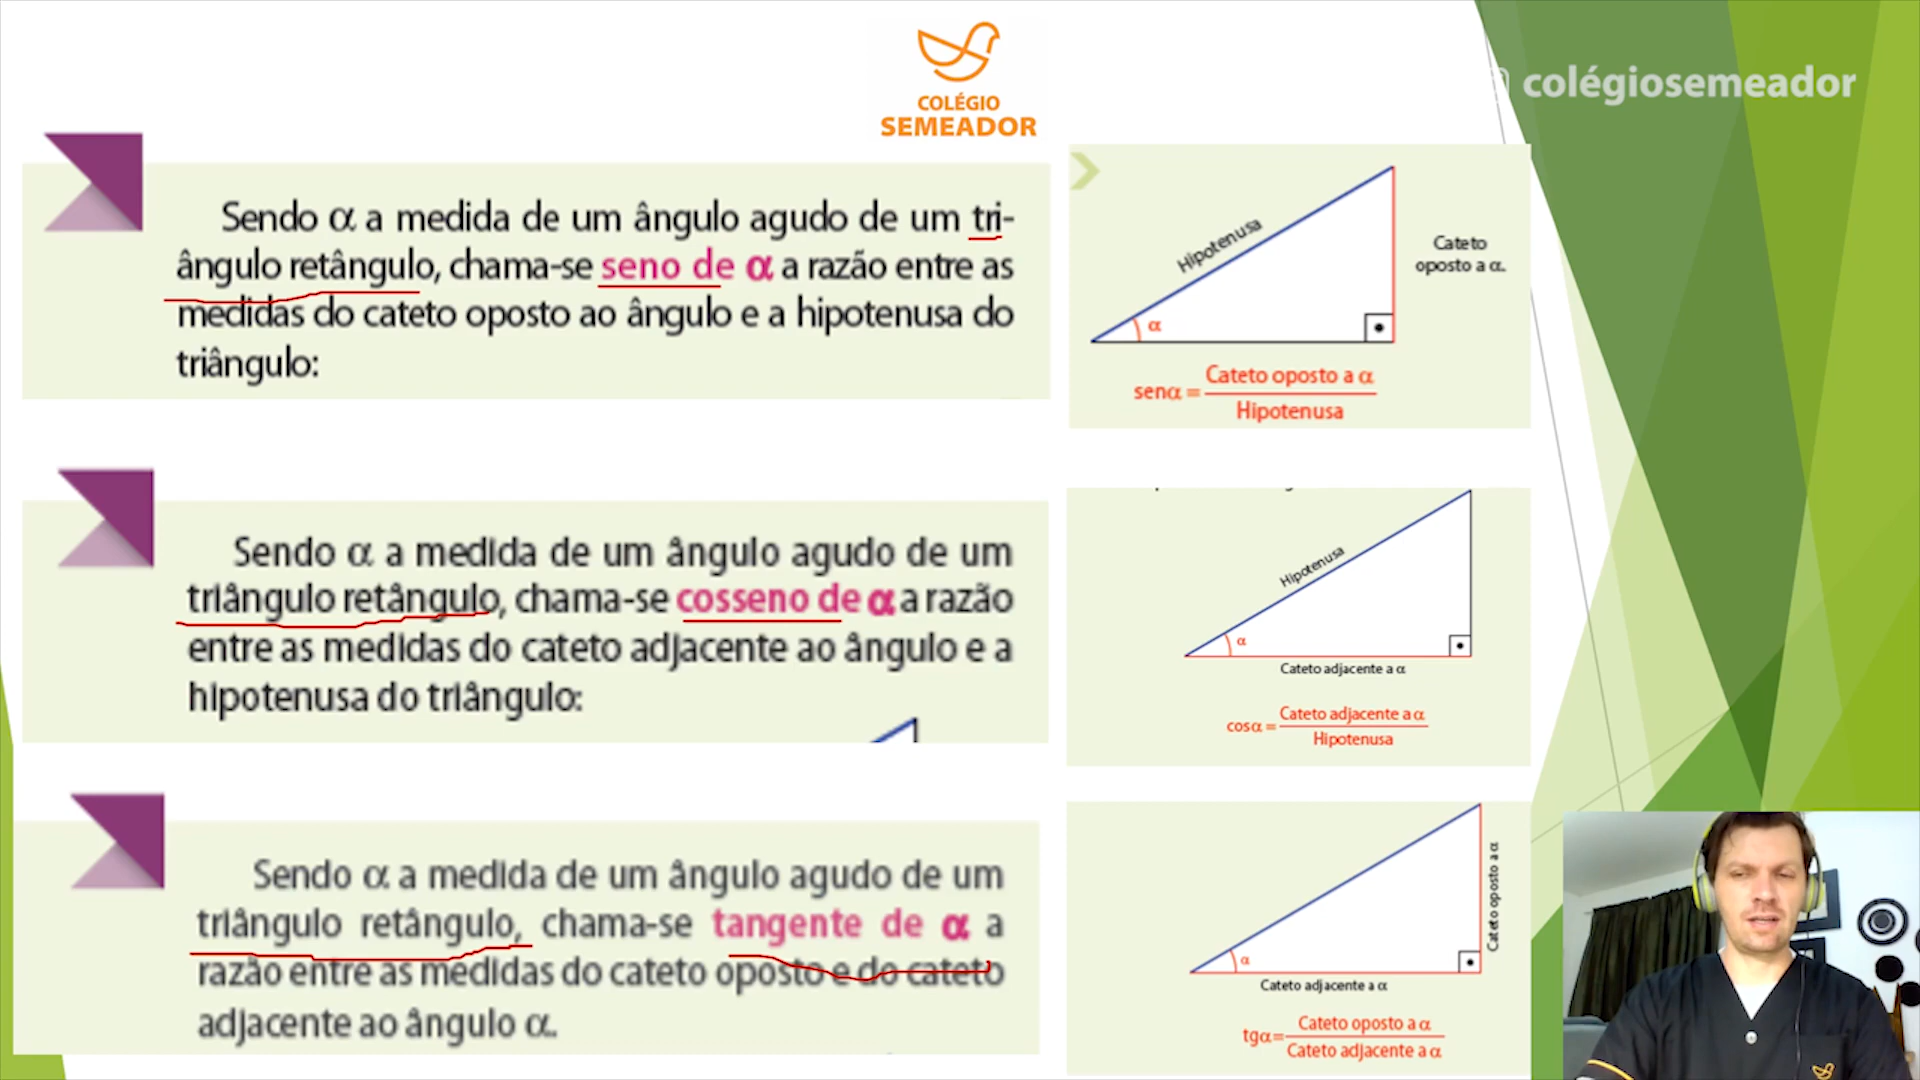 COLÉGIO
SEMEADOR
colégiosemeador
Sendo α a medida de um ângulo agudo de um tri-
ângulo retângulo, chama-se seno de α a razão entre as
medidas do cateto oposto ao ângulo e a hipotenusa do
triângulo:
Hipotenusa
Cateto
oposto a α.
α
senα = Cateto oposto a α
Hipotenusa
Sendo α a medida de um ângulo agudo de um
triângulo retângulo, chama-se cosseno de α a razão
entre as medidas do cateto adjacente ao ângulo e a
hipotenusa do triângulo:
Hipotenusa
α
Cateto adjacente a α
cosα = Cateto adjacente a α
Hipotenusa
Sendo α a medida de um ângulo agudo de um
triângulo retângulo, chama-se tangente de α a
razão entre as medidas do cateto oposto e do cateto
adjacente ao ângulo α.
Cateto oposto a α
α
Cateto adjacente a α
tgα= Cateto oposto a α
Cateto adjacente a α